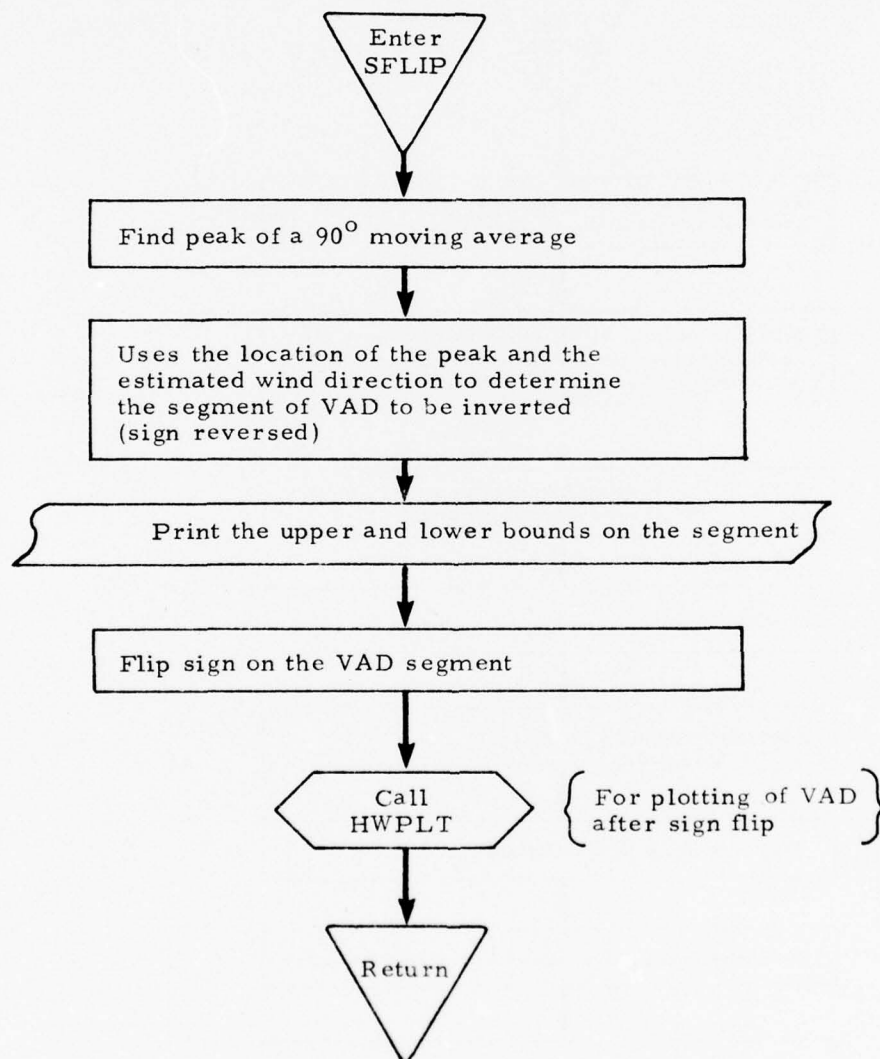 Enter
SFLIP
Find peak of a 90° moving average
Uses the location of the peak and the
estimated wind direction to determine
the segment of VAD to be inverted
(sign reversed)
Print the upper and lower bounds on the segment
Flip sign on the VAD segment
Call
HWPLT
For plotting of VAD
after sign flip
Return